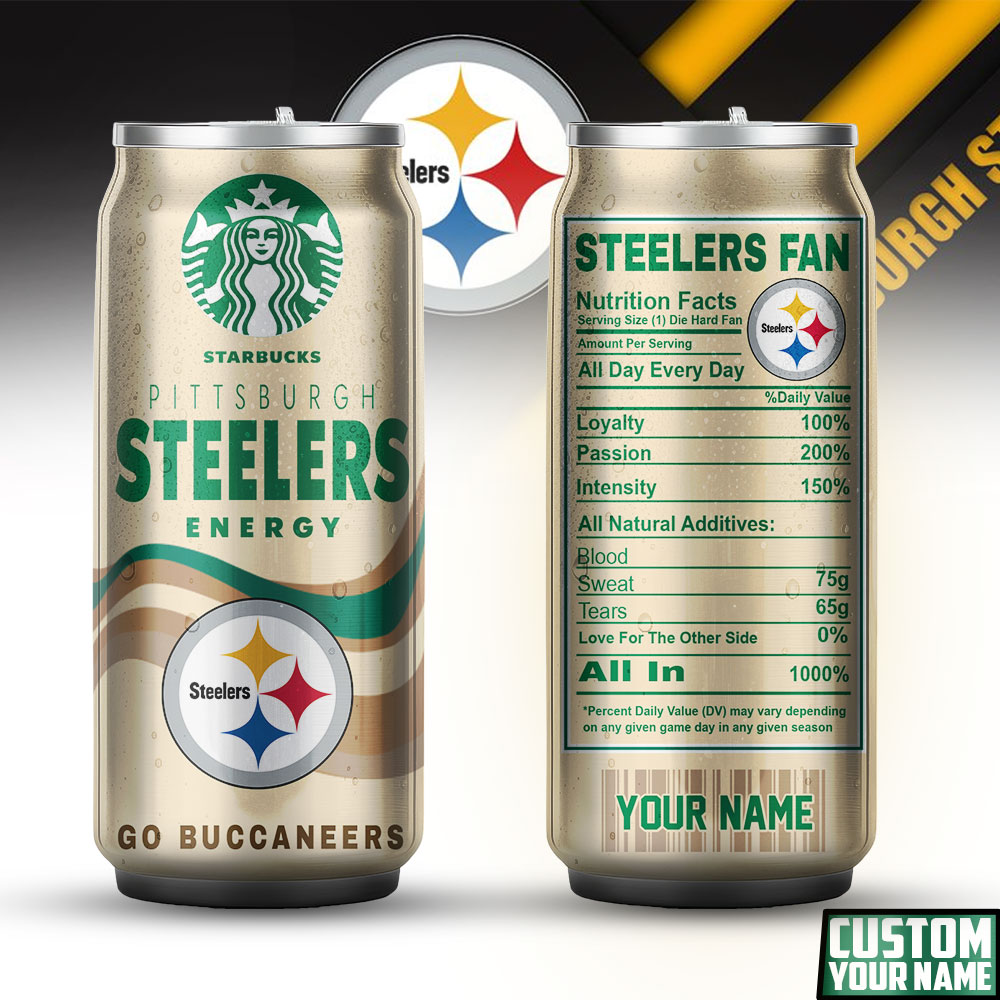 STARBUCKS
PITTSBURGH
STEELERS
ENERGY
Steelers
GO BUCCANEERS
STEELERS FAN
Nutrition Facts
Serving Size (1) Die Hard Fan
Steelers
Amount Per Serving
All Day Every Day
%Daily Value
Loyalty 100%
Passion 200%
Intensity 150%
All Natural Additives:
Blood
Sweat 75g
Tears 65g
Love For The Other Side 0%
All In 1000%
*Percent Daily Value (DV) may vary depending
on any given game day in any given season
YOUR NAME
CUSTOM
YOUR NAME